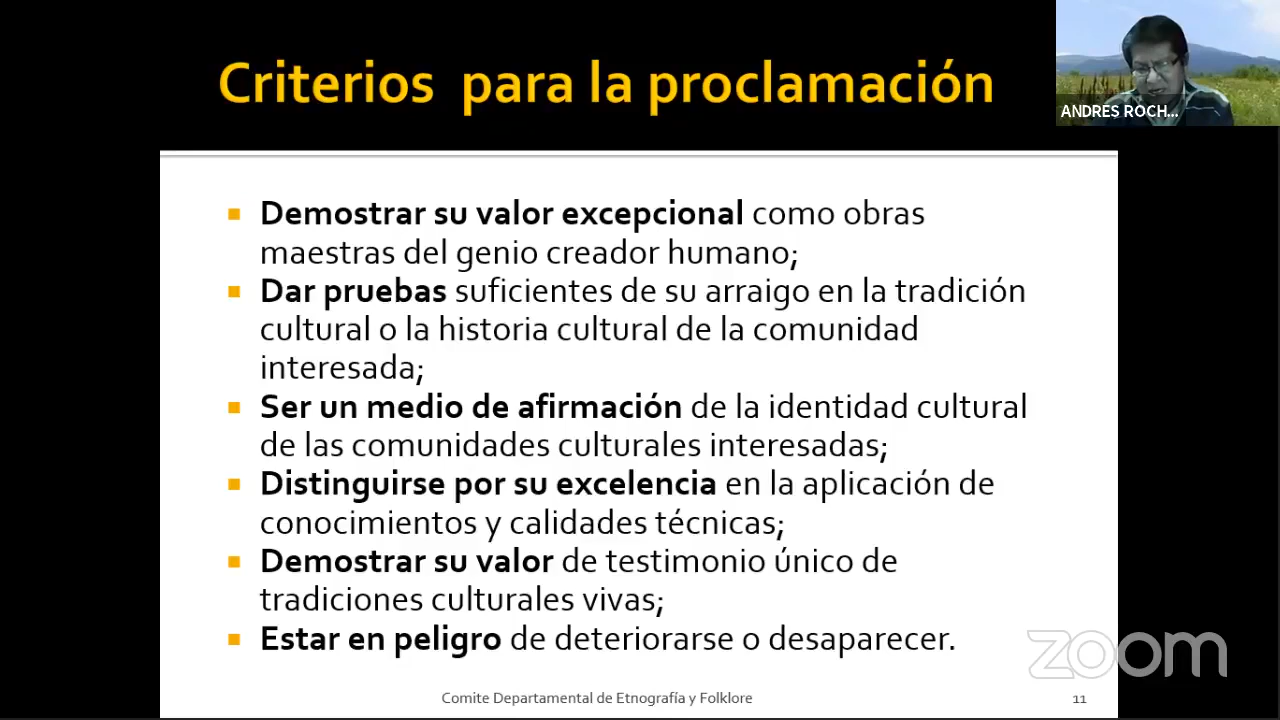 Criterios para la proclamación
ANDRES ROCH...
Demostrar su valor excepcional como obras
maestras del genio creador humano;
Dar pruebas suficientes de su arraigo en la tradición
cultural o la historia cultural de la comunidad
interesada;
Ser un medio de afirmación de la identidad cultural
de las comunidades culturales interesadas;
Distinguirse por su excelencia en la aplicación de
conocimientos y calidades técnicas;
Demostrar su valor de testimonio único de
tradiciones culturales vivas;
Estar en peligro de deteriorarse o desaparecer.
zoom
Comite Departamental de Etnografía y Folklore
11